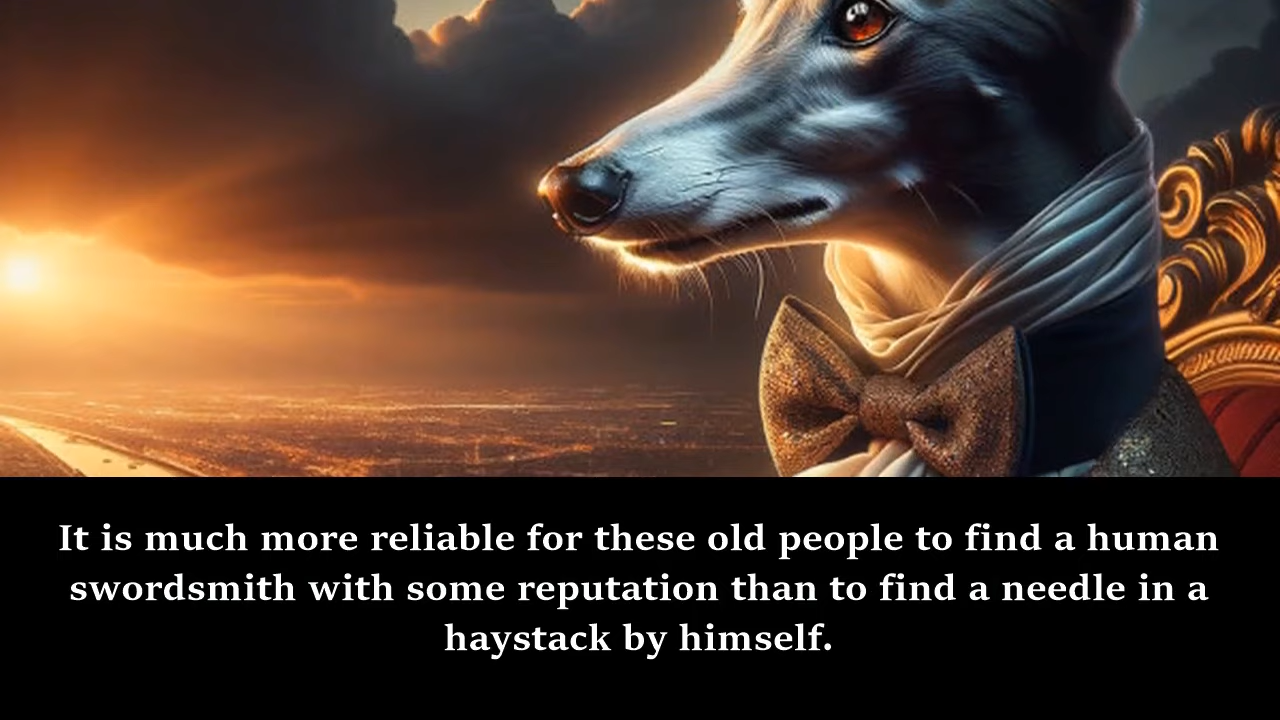 It is much more reliable for these old people to find a human
swordsmith with some reputation than to find a needle in a
haystack by himself.